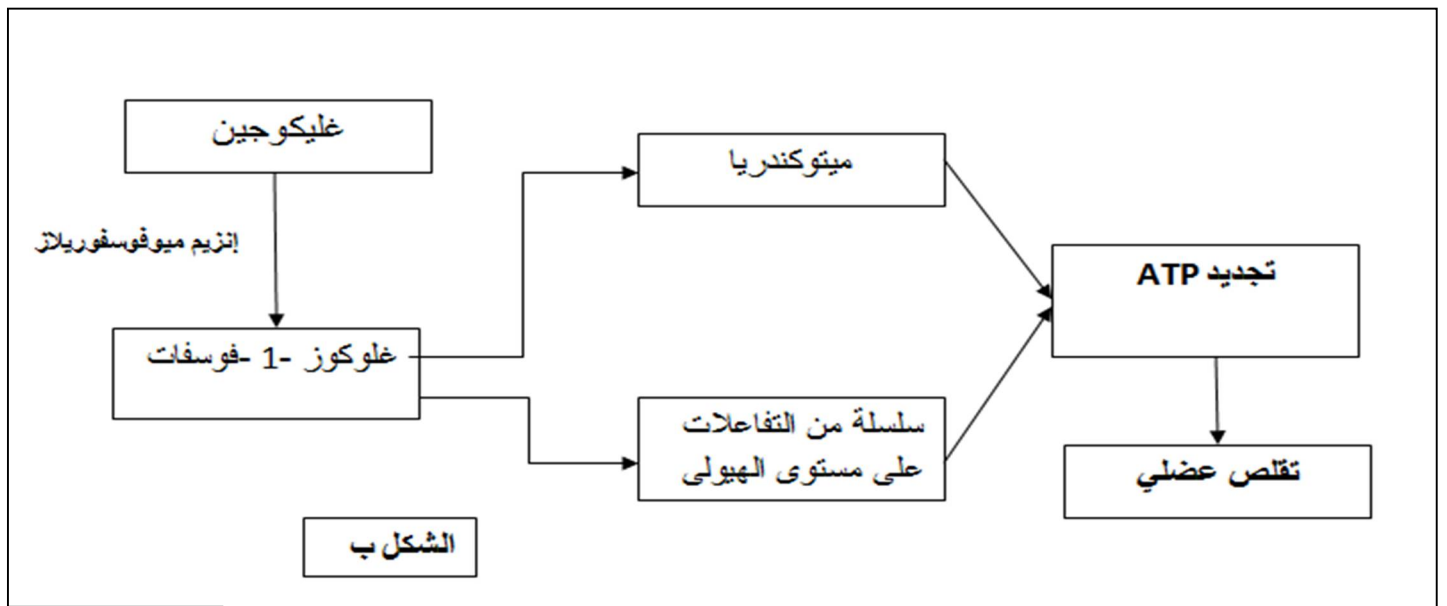 غليكوجين
إنزيم ميوفوسفوريلاز
غلوكوز -1 -فوسفات
ميتوكندريا
سلسلة من التفاعلات
على مستوى الهيولى
تجديد ATP
تقلص عضلي
الشكل ب